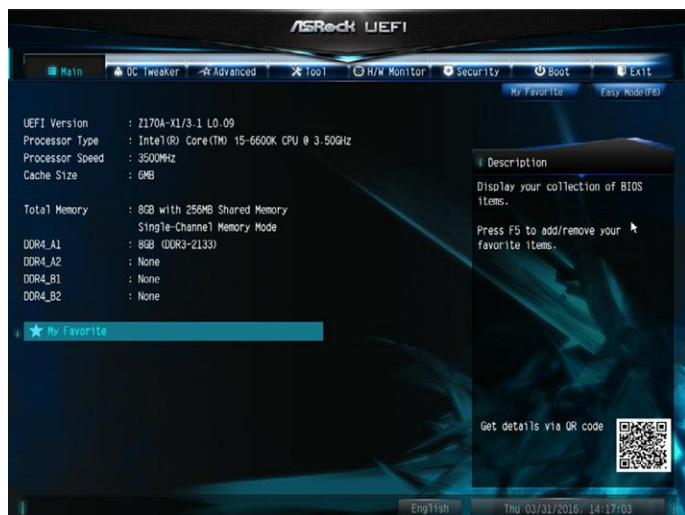 ASRock UEFI
Main OC Tweaker Advanced Tool H/W Monitor Security Boot Exit
My Favorite Easy Mode(F6)
UEFI Version : Z170A-X1/3.1 L0.09
Processor Type : Intel(R) Core(TM) i5-6600K CPU @ 3.50GHz
Processor Speed : 3500MHz
Cache Size : 6MB
Total Memory : 8GB with 256MB Shared Memory
Single-Channel Memory Mode
DDR4_A1 : 8GB (DDR3-2133)
DDR4_A2 : None
DDR4_B1 : None
DDR4_B2 : None
My Favorite
Description
Display your collection of BIOS
items.
Press F5 to add/remove your
favorite items.
Get details via QR code
English Thu 03/31/2016. 14:17:03